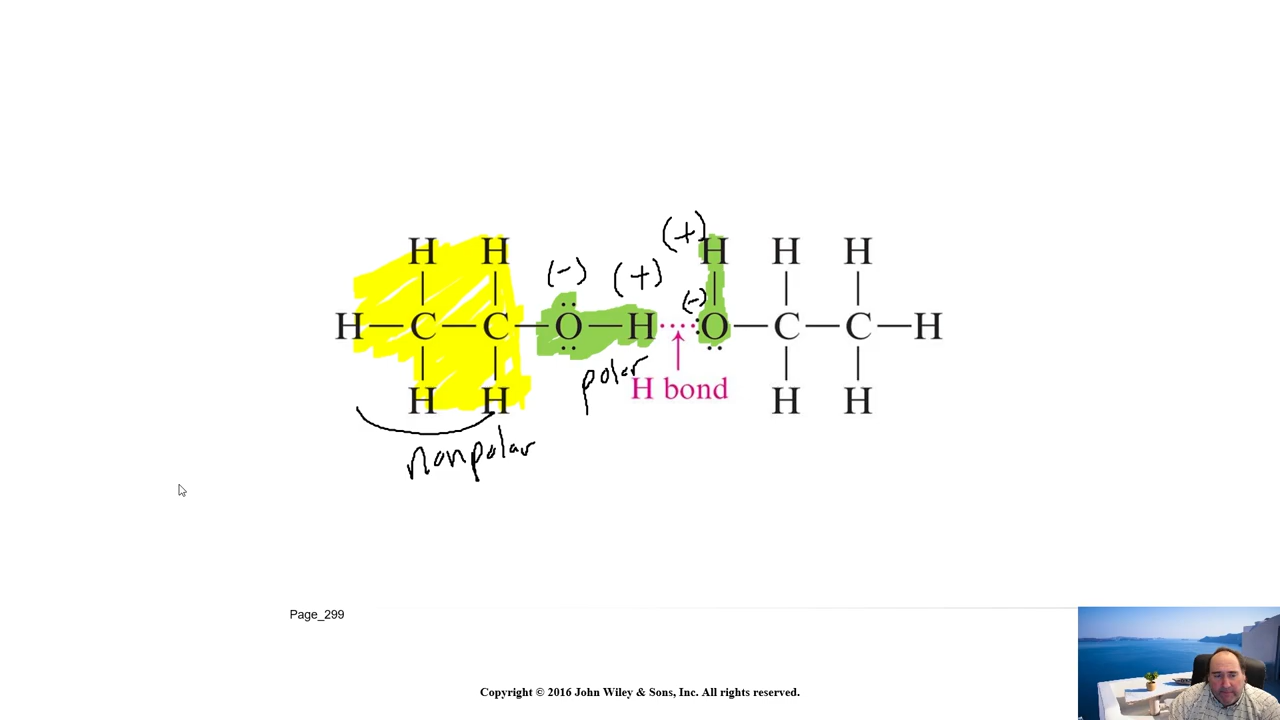 (+)
H H H H H
(-) (+) (-)
H—C—C—O—H····O—C—C—H
polar
H bond
H H H H
nonpolar
Page_299
Copyright © 2016 John Wiley & Sons, Inc. All rights reserved.